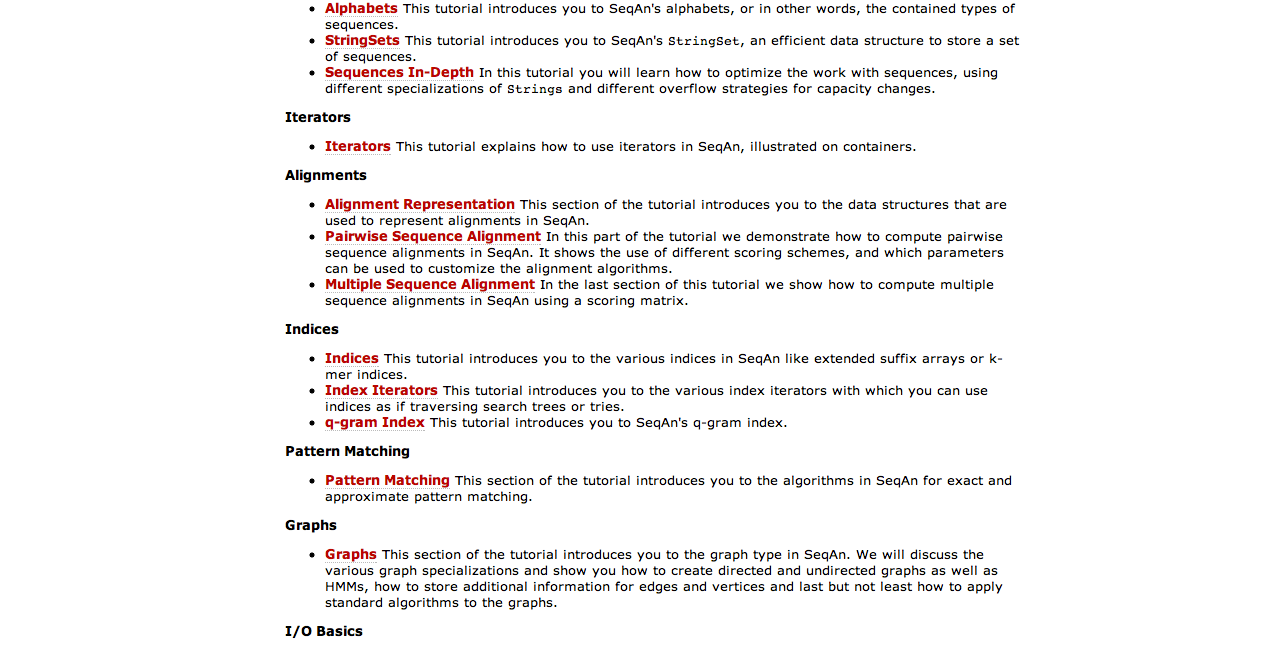 Alphabets This tutorial introduces you to SeqAn's alphabets, or in other words, the contained types of
sequences.
StringSets This tutorial introduces you to SeqAn's StringSet, an efficient data structure to store a set
of sequences.
Sequences In-Depth In this tutorial you will learn how to optimize the work with sequences, using
different specializations of Strings and different overflow strategies for capacity changes.
Iterators
Iterators This tutorial explains how to use iterators in SeqAn, illustrated on containers.
Alignments
Alignment Representation This section of the tutorial introduces you to the data structures that are
used to represent alignments in SeqAn.
Pairwise Sequence Alignment In this part of the tutorial we demonstrate how to compute pairwise
sequence alignments in SeqAn. It shows the use of different scoring schemes, and which parameters
can be used to customize the alignment algorithms.
Multiple Sequence Alignment In the last section of this tutorial we show how to compute multiple
sequence alignments in SeqAn using a scoring matrix.
Indices
Indices This tutorial introduces you to the various indices in SeqAn like extended suffix arrays or k-
mer indices.
Index Iterators This tutorial introduces you to the various index iterators with which you can use
indices as if traversing search trees or tries.
q-gram Index This tutorial introduces you to SeqAn's q-gram index.
Pattern Matching
Pattern Matching This section of the tutorial introduces you to the algorithms in SeqAn for exact and
approximate pattern matching.
Graphs
Graphs This section of the tutorial introduces you to the graph type in SeqAn. We will discuss the
various graph specializations and show you how to create directed and undirected graphs as well as
HMMs, how to store additional information for edges and vertices and last but not least how to apply
standard algorithms to the graphs.
I/O Basics